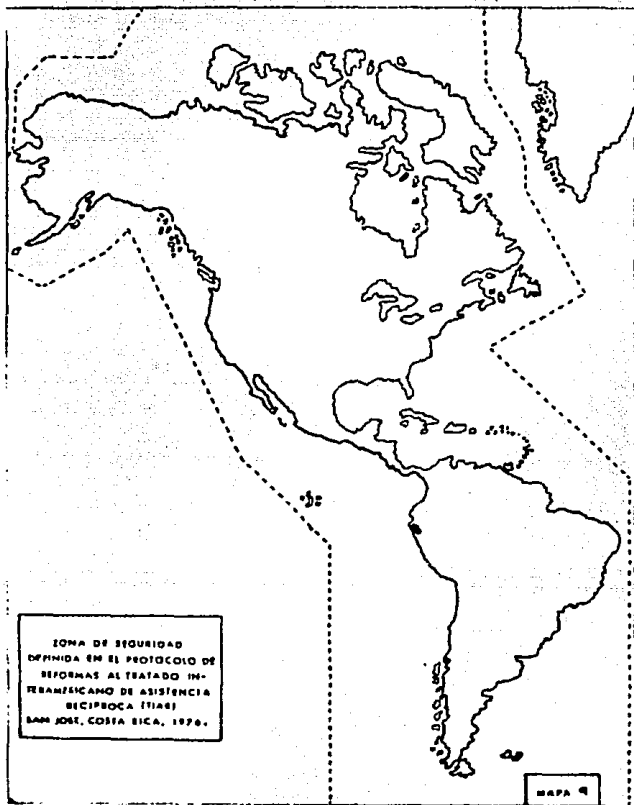 ZONA DE SEGURIDAD
DEFINIDA EN EL PROTOCOLO DE
REFORMAS AL TRATADO IN-
TERAMERICANO DE ASISTENCIA
RECIPROCA (TIAR)
SAN JOSE, COSTA RICA, 1976.
MAPA 9